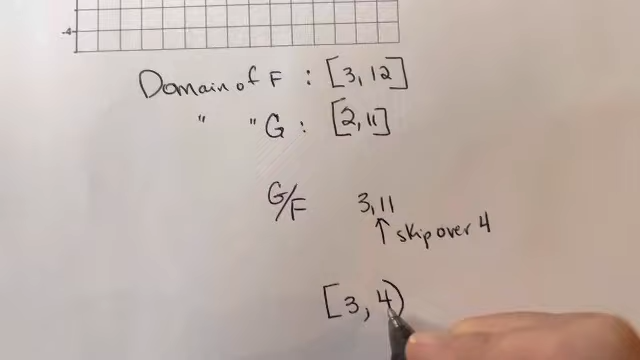 -4
Domain of F : [3, 12]
" " G : [2, 11]
G/F 3, 11
↑ skip over 4
[3, 4)